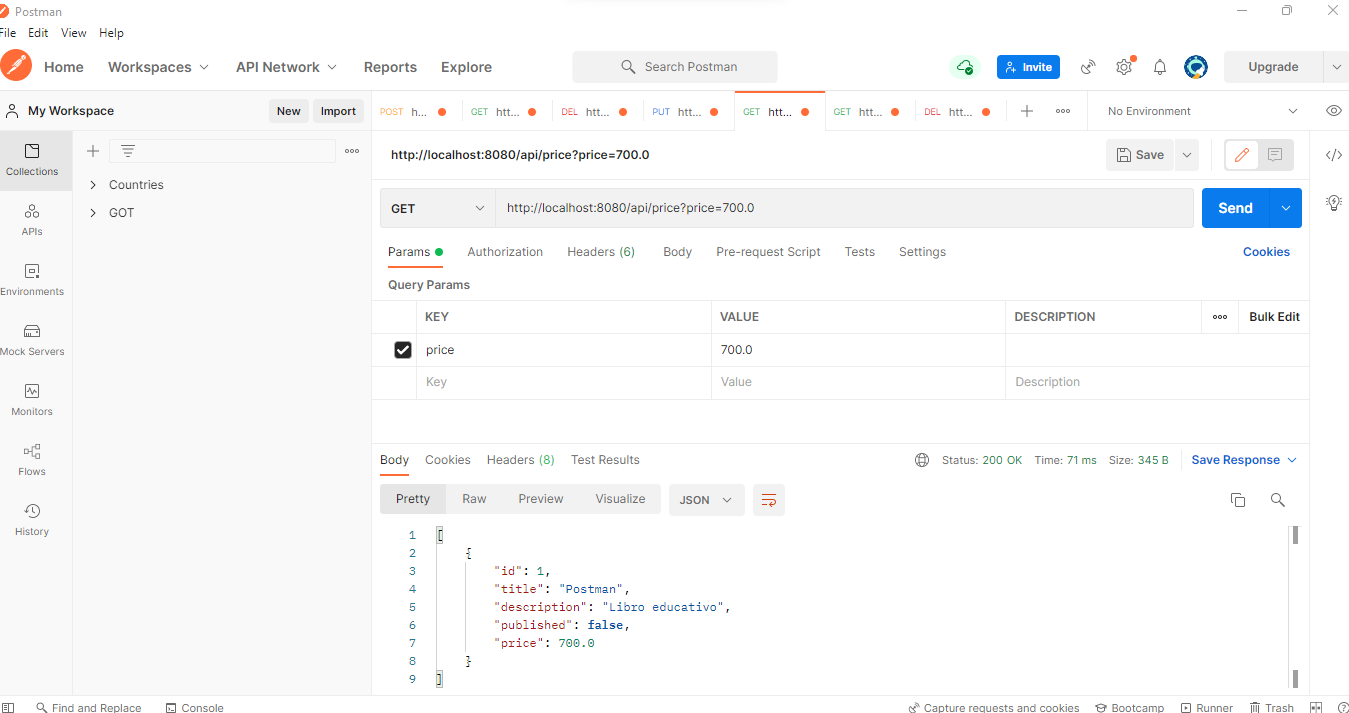 Postman
File Edit View Help
Home Workspaces API Network Reports Explore Search Postman Invite Upgrade
My Workspace New Import POST h... GET htt... DEL htt... PUT htt... GET htt... GET htt... DEL htt... No Environment
Collections
APIs
Environments
Mock Servers
Monitors
Flows
History
Countries
GOT
http://localhost:8080/api/price?price=700.0 Save
GET http://localhost:8080/api/price?price=700.0 Send
Params Authorization Headers (6) Body Pre-request Script Tests Settings Cookies
Query Params
KEY VALUE DESCRIPTION Bulk Edit
price 700.0
Key Value Description
Body Cookies Headers (8) Test Results Status: 200 OK Time: 71 ms Size: 345 B Save Response
Pretty Raw Preview Visualize JSON
1 [
2 {
3 "id": 1,
4 "title": "Postman",
5 "description": "Libro educativo",
6 "published": false,
7 "price": 700.0
8 }
9 ]
Find and Replace Console Capture requests and cookies Bootcamp Runner Trash